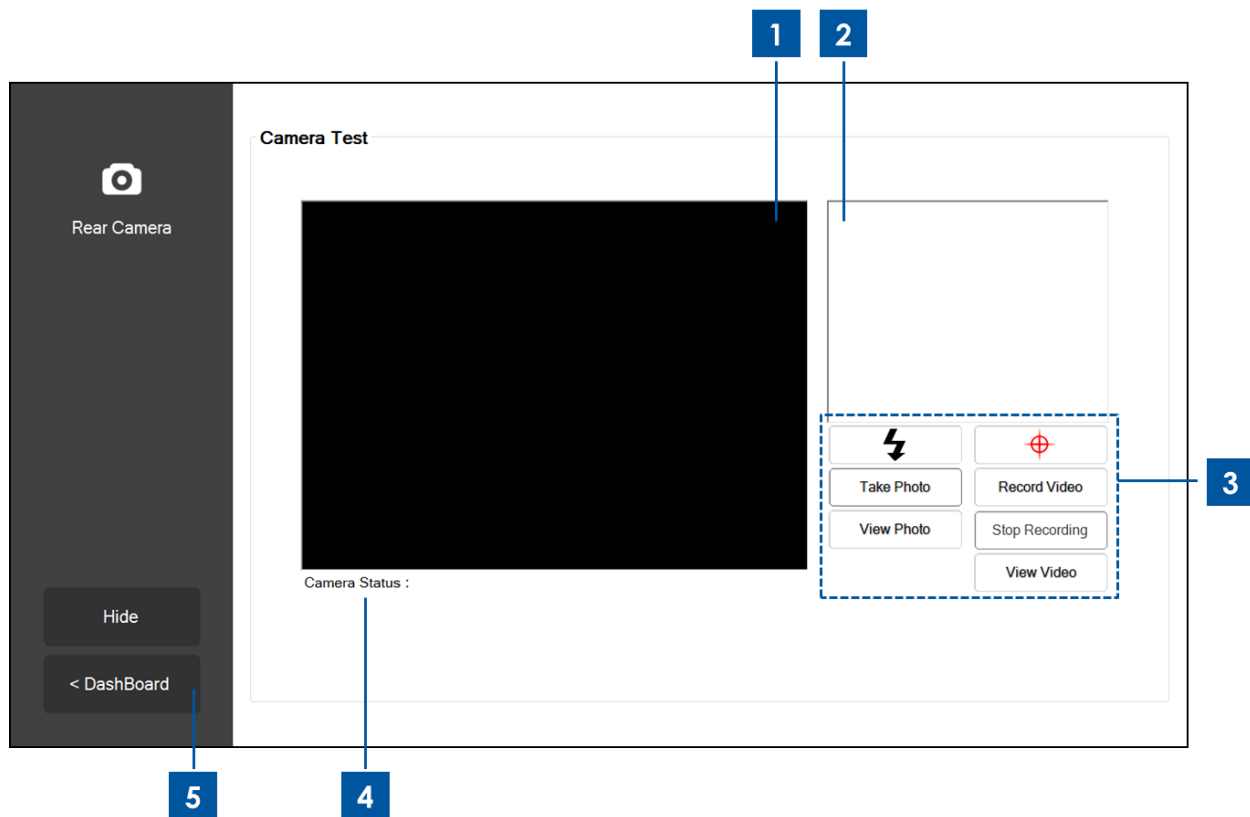 1
2
Camera Test
Rear Camera
Take Photo
Record Video
3
View Photo
Stop Recording
View Video
Camera Status :
Hide
< DashBoard
5
4